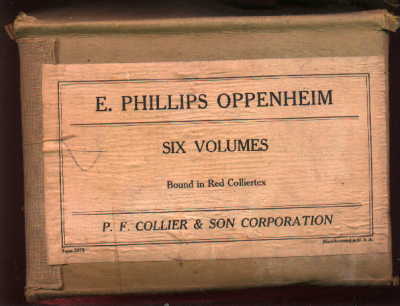 E. PHILLIPS OPPENHEIM
SIX VOLUMES
Bound in Red Colliertex
P. F. COLLIER & SON CORPORATION